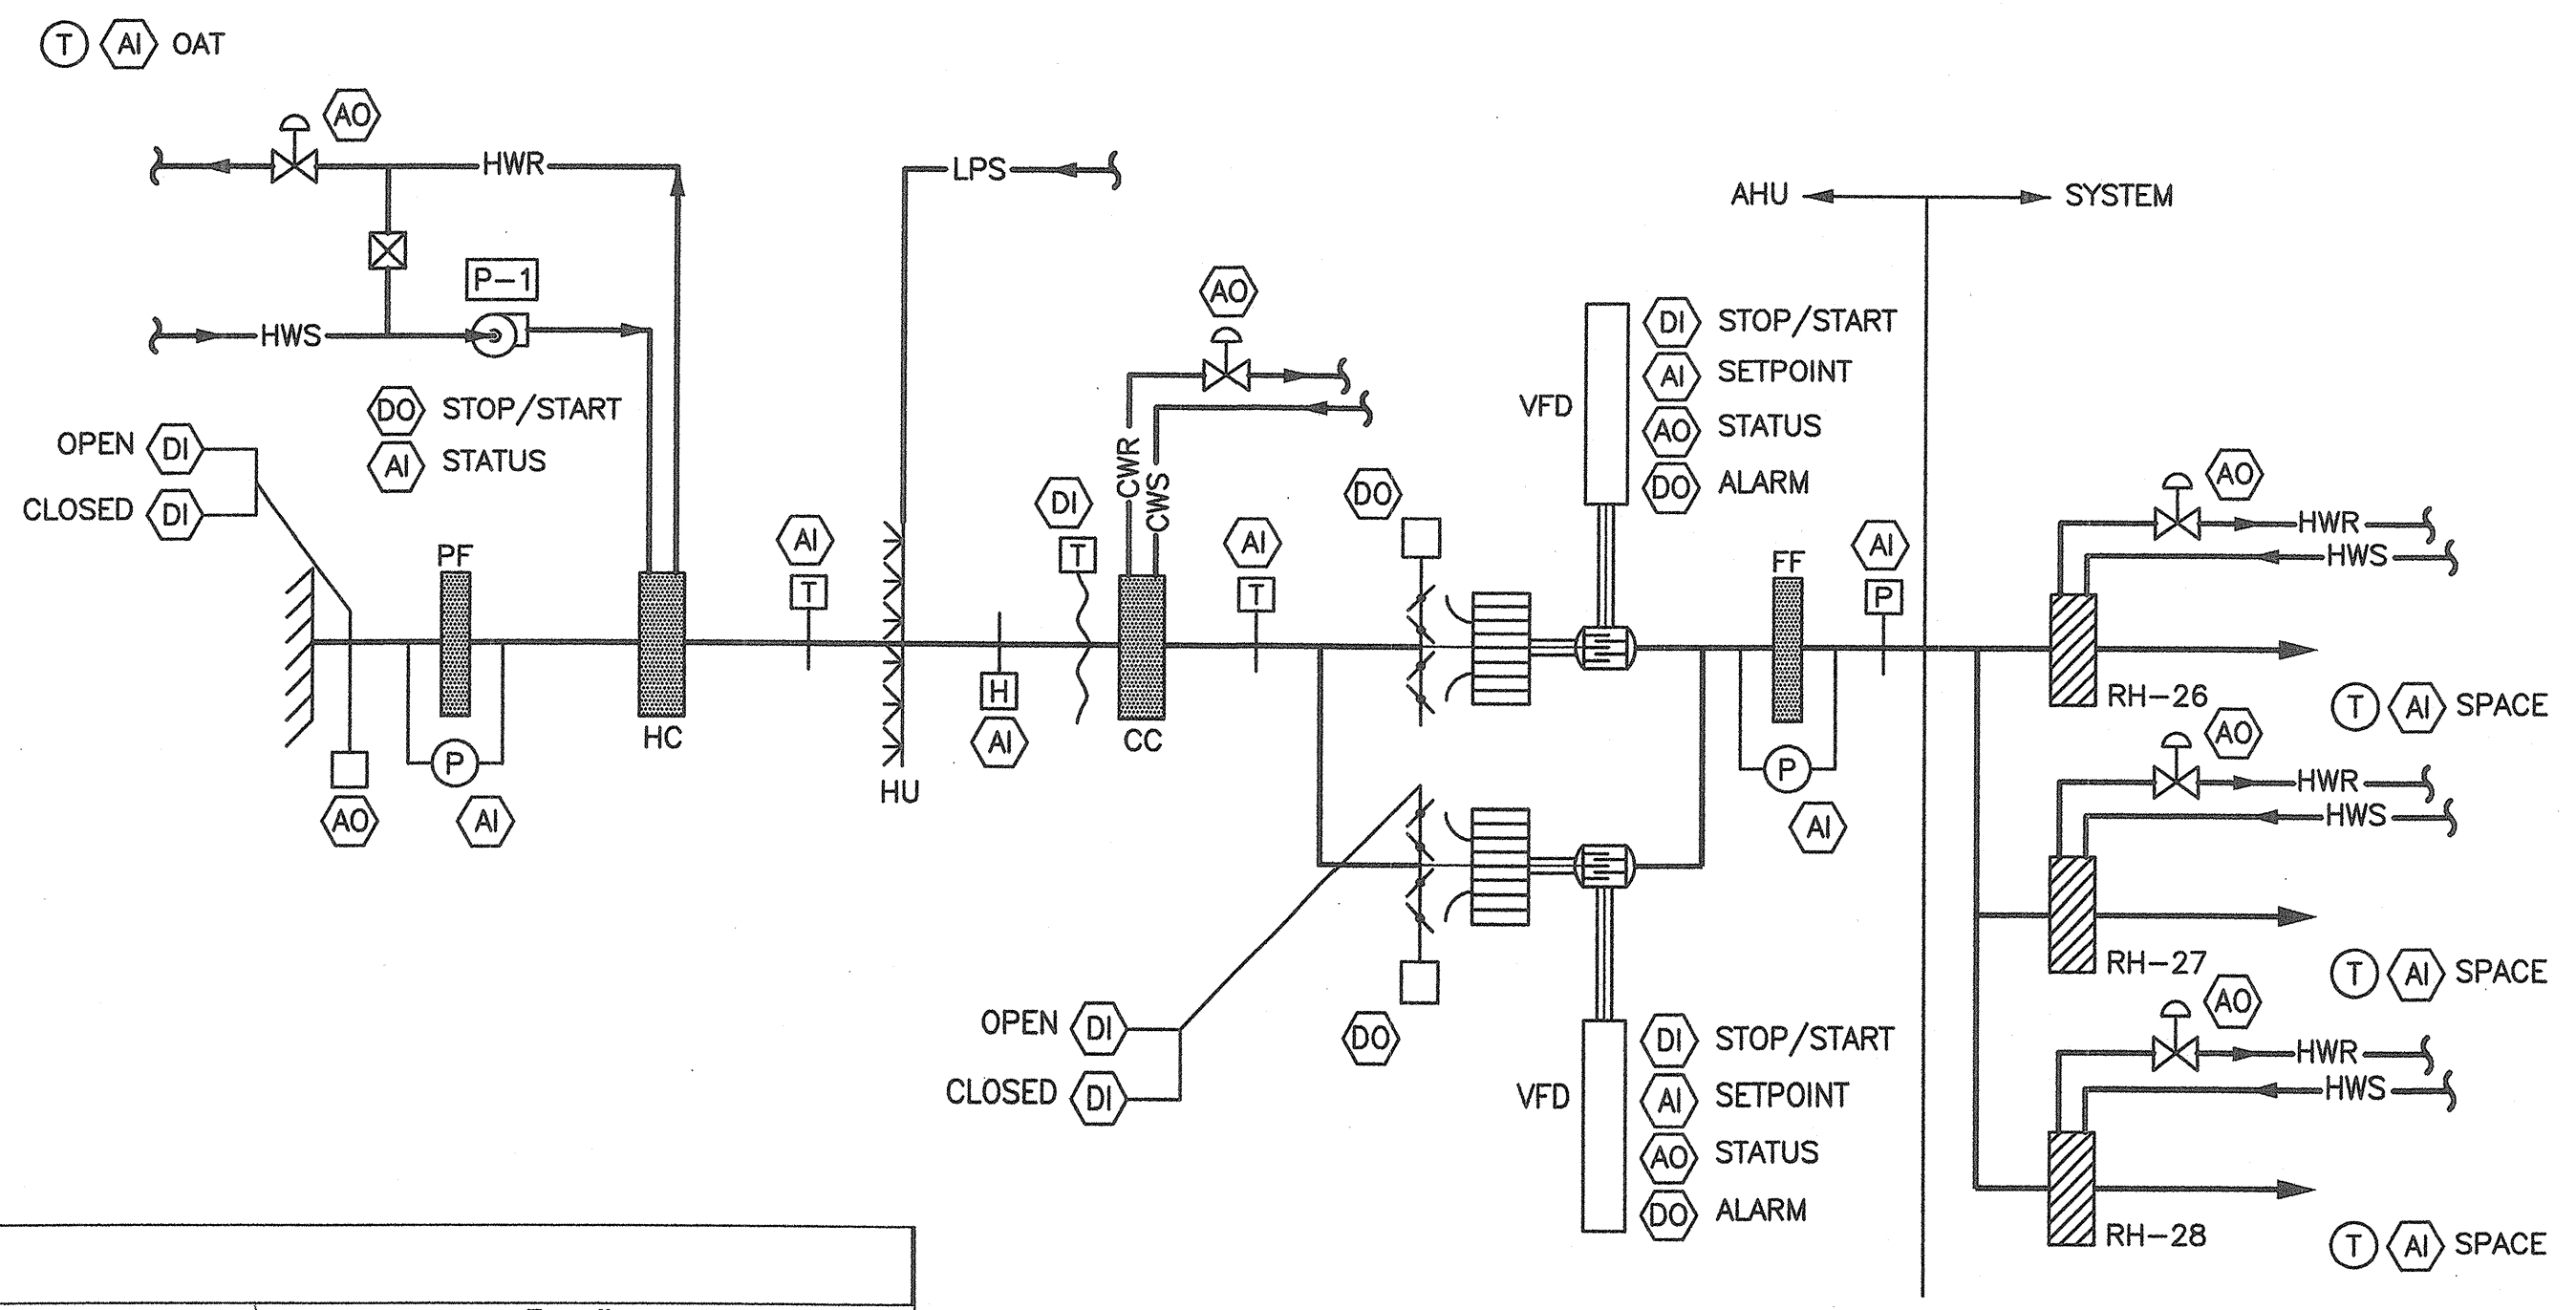 T AI OAT
AO
HWR
LPS
AHU SYSTEM
P-1
HWS
AO
DI STOP/START
AI SETPOINT
VFD
AO STATUS
DO ALARM
DO STOP/START
AI STATUS
OPEN DI
CLOSED DI
CWR
CWS
DI
T
DO
AI
T
AI
T
PF
HC
HU
H
AI
CC
P
AI
AO
FF
AI
P
P
AI
AO
HWR
HWS
RH-26
T AI SPACE
AO
HWR
HWS
RH-27
T AI SPACE
AO
HWR
HWS
RH-28
T AI SPACE
OPEN DI
CLOSED DI
DO
DI STOP/START
AI SETPOINT
VFD
AO STATUS
DO ALARM